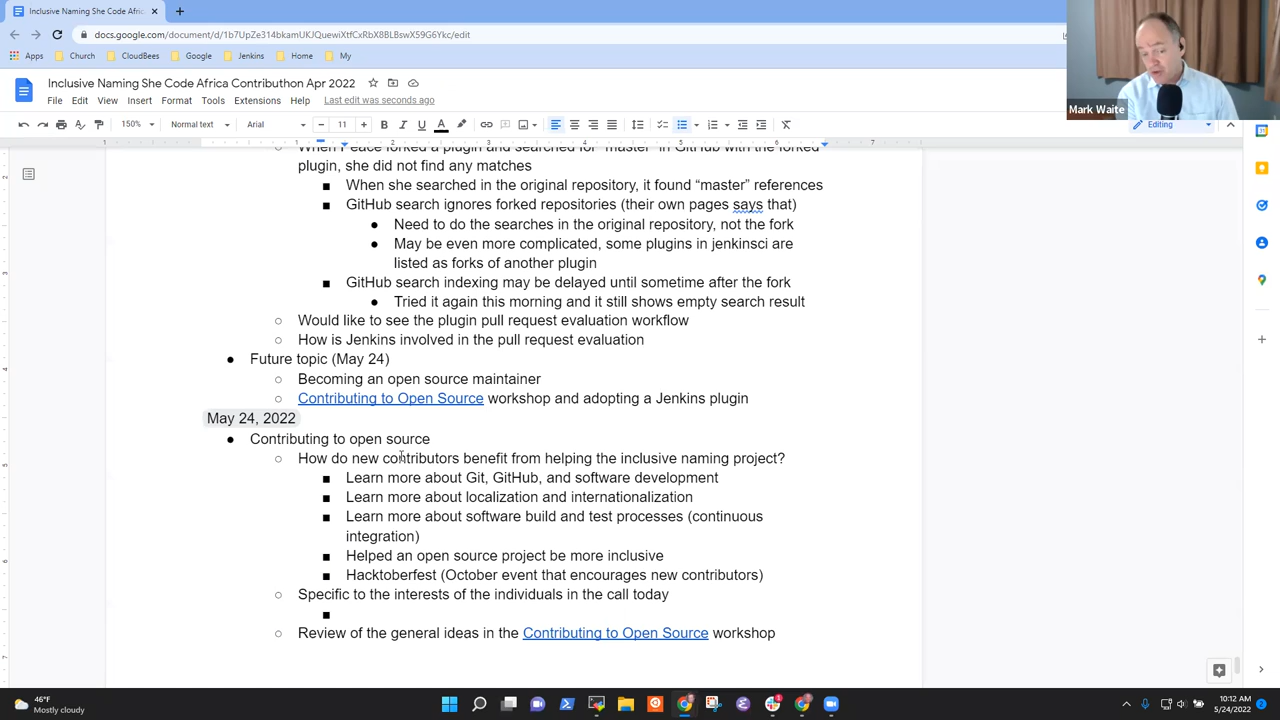 Inclusive Naming She Code Africa
docs.google.com/document/d/1b7UpZe314bkamUKJQuewiXtfCxRbX8BLBswX59G6Ykc/edit
Apps Church CloudBees Google Jenkins Home My
Inclusive Naming She Code Africa Contributhon Apr 2022
File Edit View Insert Format Tools Extensions Help Last edit was seconds ago
150% Normal text Arial 11 Editing
Mark Waite
When Peace forked a plugin and searched for "master" in GitHub with the forked
plugin, she did not find any matches
When she searched in the original repository, it found “master” references
GitHub search ignores forked repositories (their own pages says that)
Need to do the searches in the original repository, not the fork
May be even more complicated, some plugins in jenkinsci are
listed as forks of another plugin
GitHub search indexing may be delayed until sometime after the fork
Tried it again this morning and it still shows empty search result
Would like to see the plugin pull request evaluation workflow
How is Jenkins involved in the pull request evaluation
Future topic (May 24)
Becoming an open source maintainer
Contributing to Open Source workshop and adopting a Jenkins plugin
May 24, 2022
Contributing to open source
How do new contributors benefit from helping the inclusive naming project?
Learn more about Git, GitHub, and software development
Learn more about localization and internationalization
Learn more about software build and test processes (continuous
integration)
Helped an open source project be more inclusive
Hacktoberfest (October event that encourages new contributors)
Specific to the interests of the individuals in the call today
Review of the general ideas in the Contributing to Open Source workshop
46°F
Mostly cloudy
10:12 AM
5/24/2022